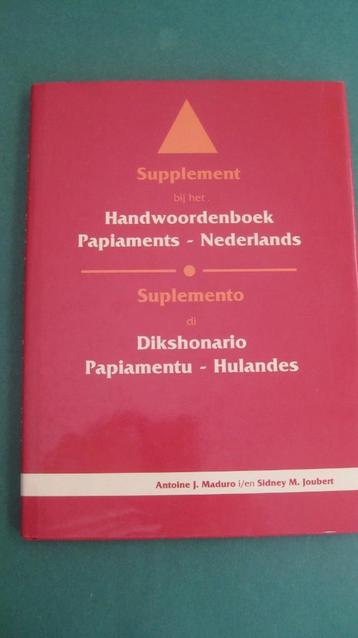 Supplement
bij het
Handwoordenboek
Papiaments - Nederlands
Suplemento
di
Dikshonario
Papiamentu - Hulandes
Antoine J. Maduro i/en Sidney M. Joubert